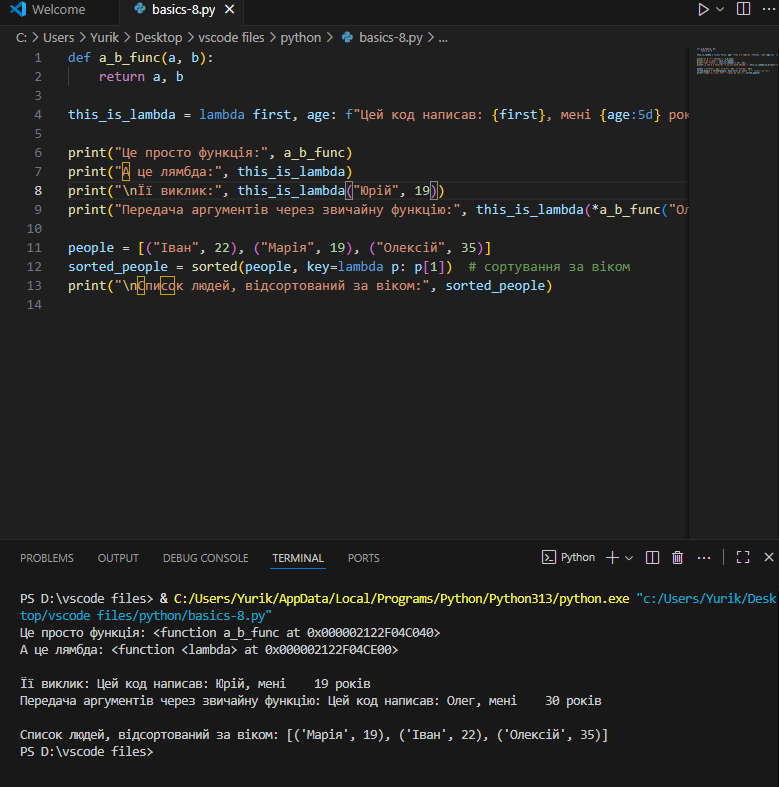 Welcome
basics-8.py
C: > Users > Yurik > Desktop > vscode files > python > basics-8.py > ...
1 def a_b_func(a, b):
2     return a, b
3
4 this_is_lambda = lambda first, age: f"Цей код написав: {first}, мені {age:5d} рок
5
6 print("Це просто функція:", a_b_func)
7 print("А це лямбда:", this_is_lambda)
8 print("\nЇї виклик:", this_is_lambda("Юрій", 19))
9 print("Передача аргументів через звичайну функцію:", this_is_lambda(*a_b_func("Ол
10
11 people = [("Іван", 22), ("Марія", 19), ("Олексій", 35)]
12 sorted_people = sorted(people, key=lambda p: p[1])  # сортування за віком
13 print("\nСписок людей, відсортований за віком:", sorted_people)
14
PROBLEMS OUTPUT DEBUG CONSOLE TERMINAL PORTS Python
PS D:\vscode files> & C:/Users/Yurik/AppData/Local/Programs/Python/Python313/python.exe "c:/Users/Yurik/Desk
top/vscode files/python/basics-8.py"
Це просто функція: <function a_b_func at 0x000002122F04C040>
А це лямбда: <function <lambda> at 0x000002122F04CE00>

Її виклик: Цей код написав: Юрій, мені    19 років
Передача аргументів через звичайну функцію: Цей код написав: Олег, мені    30 років

Список людей, відсортований за віком: [('Марія', 19), ('Іван', 22), ('Олексій', 35)]
PS D:\vscode files>